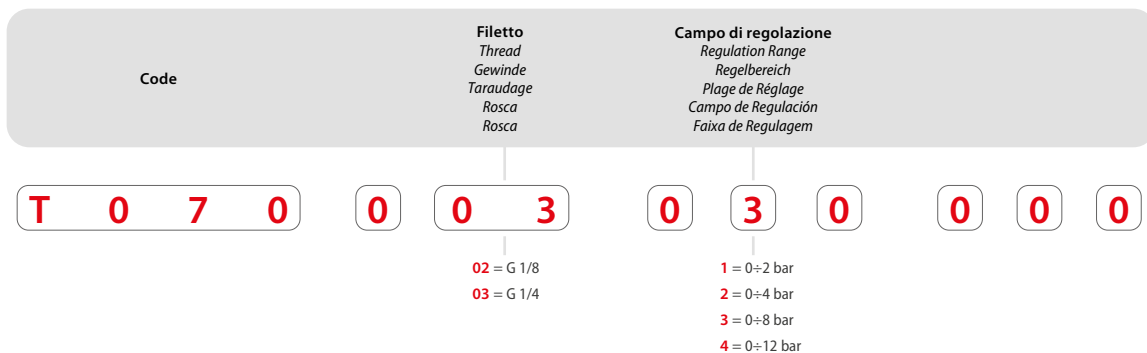 Code
Filetto
Thread
Gewinde
Taraudage
Rosca
Rosca
Campo di regolazione
Regulation Range
Regelbereich
Plage de Réglage
Campo de Regulación
Faixa de Regulagem
T 0 7 0 0 0 3 0 3 0 0 0 0
02 = G 1/8
03 = G 1/4
1 = 0÷2 bar
2 = 0÷4 bar
3 = 0÷8 bar
4 = 0÷12 bar